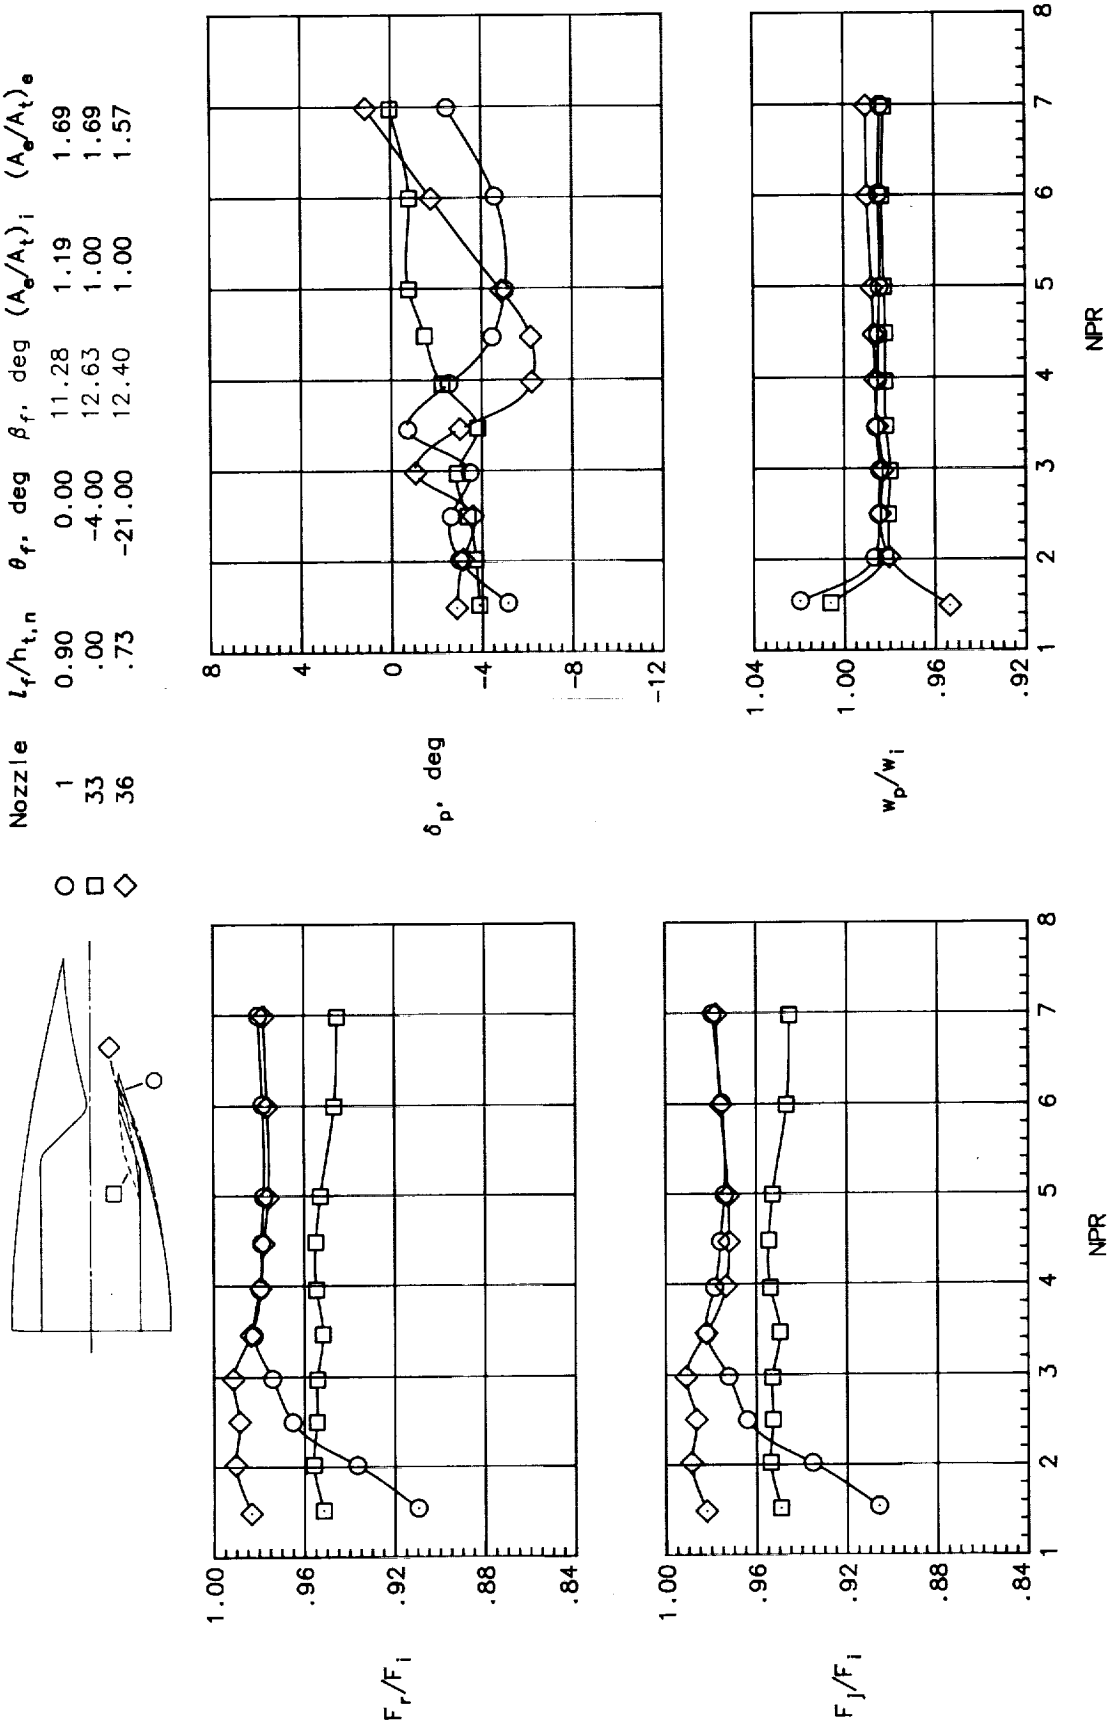 Nozzle l_f/h_t,n θ_f, deg β_f, deg (A_e/A_t)_i (A_e/A_t)_e
1 0.90 0.00 11.28 1.19 1.69
33 .00 -4.00 12.63 1.00 1.69
36 .73 -21.00 12.40 1.00 1.57
F_r/F_i
1.00
.96
.92
.88
.84
F_j/F_i
1.00
.96
.92
.88
.84
1 2 3 4 5 6 7 8
NPR
δ_p, deg
8
4
0
-4
-8
-12
w_p/w_i
1.04
1.00
.96
.92
1 2 3 4 5 6 7 8
NPR